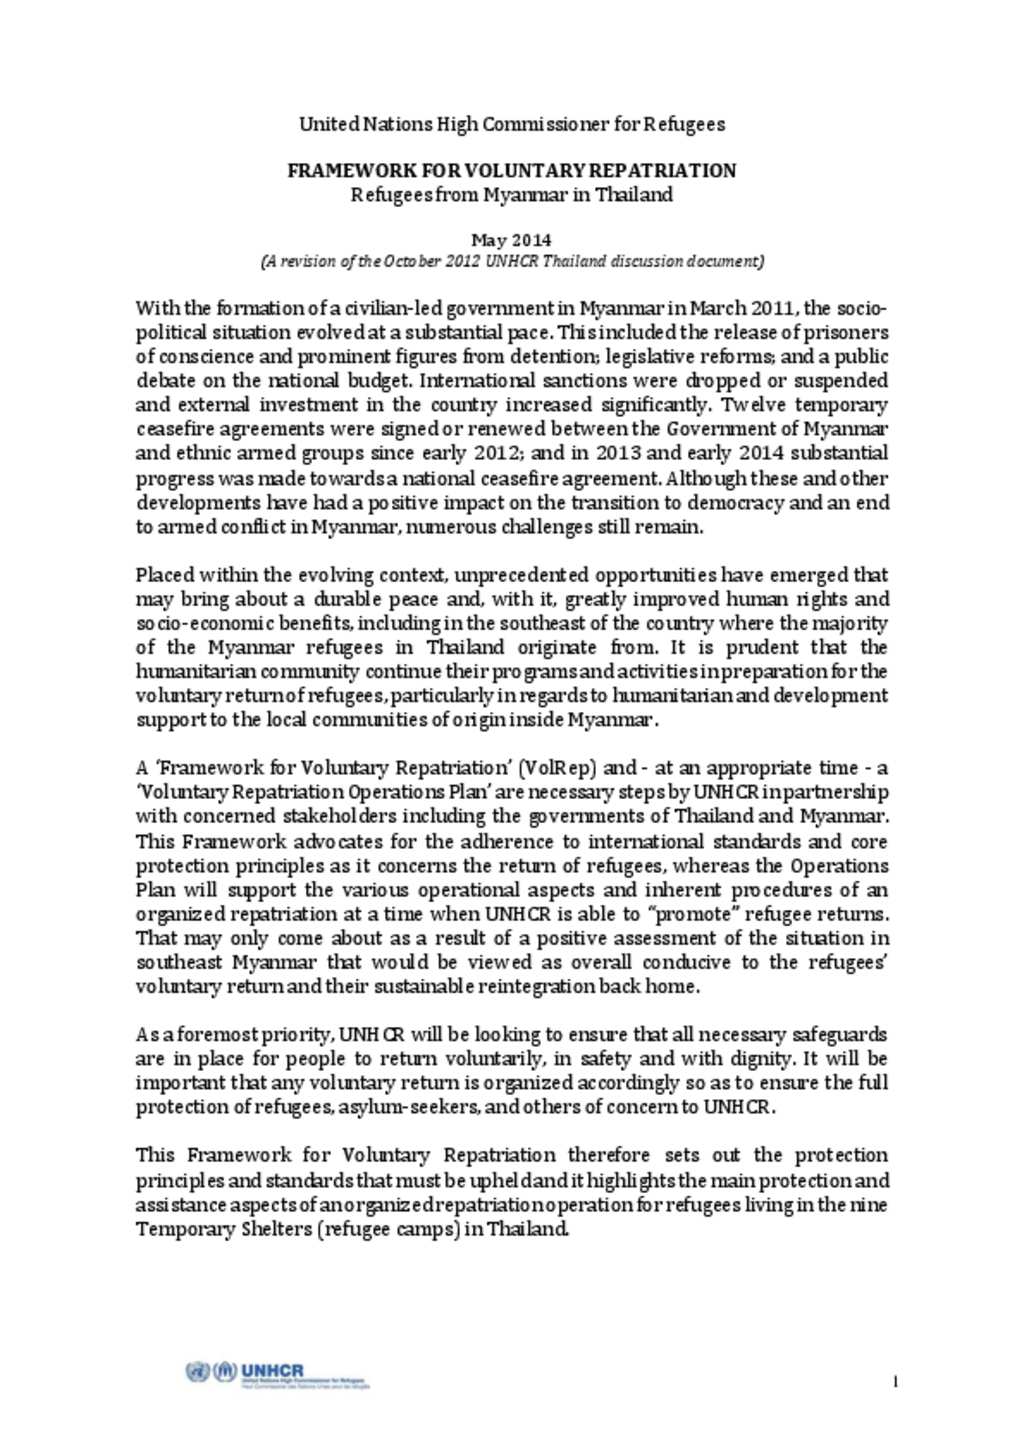 United Nations High Commissioner for Refugees
FRAMEWORK FOR VOLUNTARY REPATRIATION
Refugees from Myanmar in Thailand
May 2014
(A revision of the October 2012 UNHCR Thailand discussion document)
With the formation of a civilian-led government in Myanmar in March 2011, the socio-
political situation evolved at a substantial pace. This included the release of prisoners
of conscience and prominent figures from detention; legislative reforms; and a public
debate on the national budget. International sanctions were dropped or suspended
and external investment in the country increased significantly. Twelve temporary
ceasefire agreements were signed or renewed between the Government of Myanmar
and ethnic armed groups since early 2012; and in 2013 and early 2014 substantial
progress was made towards a national ceasefire agreement. Although these and other
developments have had a positive impact on the transition to democracy and an end
to armed conflict in Myanmar, numerous challenges still remain.
Placed within the evolving context, unprecedented opportunities have emerged that
may bring about a durable peace and, with it, greatly improved human rights and
socio-economic benefits, including in the southeast of the country where the majority
of the Myanmar refugees in Thailand originate from. It is prudent that the
humanitarian community continue their programs and activities in preparation for the
voluntary return of refugees, particularly in regards to humanitarian and development
support to the local communities of origin inside Myanmar.
A ‘Framework for Voluntary Repatriation’ (VolRep) and - at an appropriate time - a
‘Voluntary Repatriation Operations Plan’ are necessary steps by UNHCR in partnership
with concerned stakeholders including the governments of Thailand and Myanmar.
This Framework advocates for the adherence to international standards and core
protection principles as it concerns the return of refugees, whereas the Operations
Plan will support the various operational aspects and inherent procedures of an
organized repatriation at a time when UNHCR is able to “promote” refugee returns.
That may only come about as a result of a positive assessment of the situation in
southeast Myanmar that would be viewed as overall conducive to the refugees’
voluntary return and their sustainable reintegration back home.
As a foremost priority, UNHCR will be looking to ensure that all necessary safeguards
are in place for people to return voluntarily, in safety and with dignity. It will be
important that any voluntary return is organized accordingly so as to ensure the full
protection of refugees, asylum-seekers, and others of concern to UNHCR.
This Framework for Voluntary Repatriation therefore sets out the protection
principles and standards that must be upheld and it highlights the main protection and
assistance aspects of an organized repatriation operation for refugees living in the nine
Temporary Shelters (refugee camps) in Thailand.
UNHCR
United Nations High Commissioner for Refugees
Haut Commissariat des Nations Unies pour les réfugiés
1